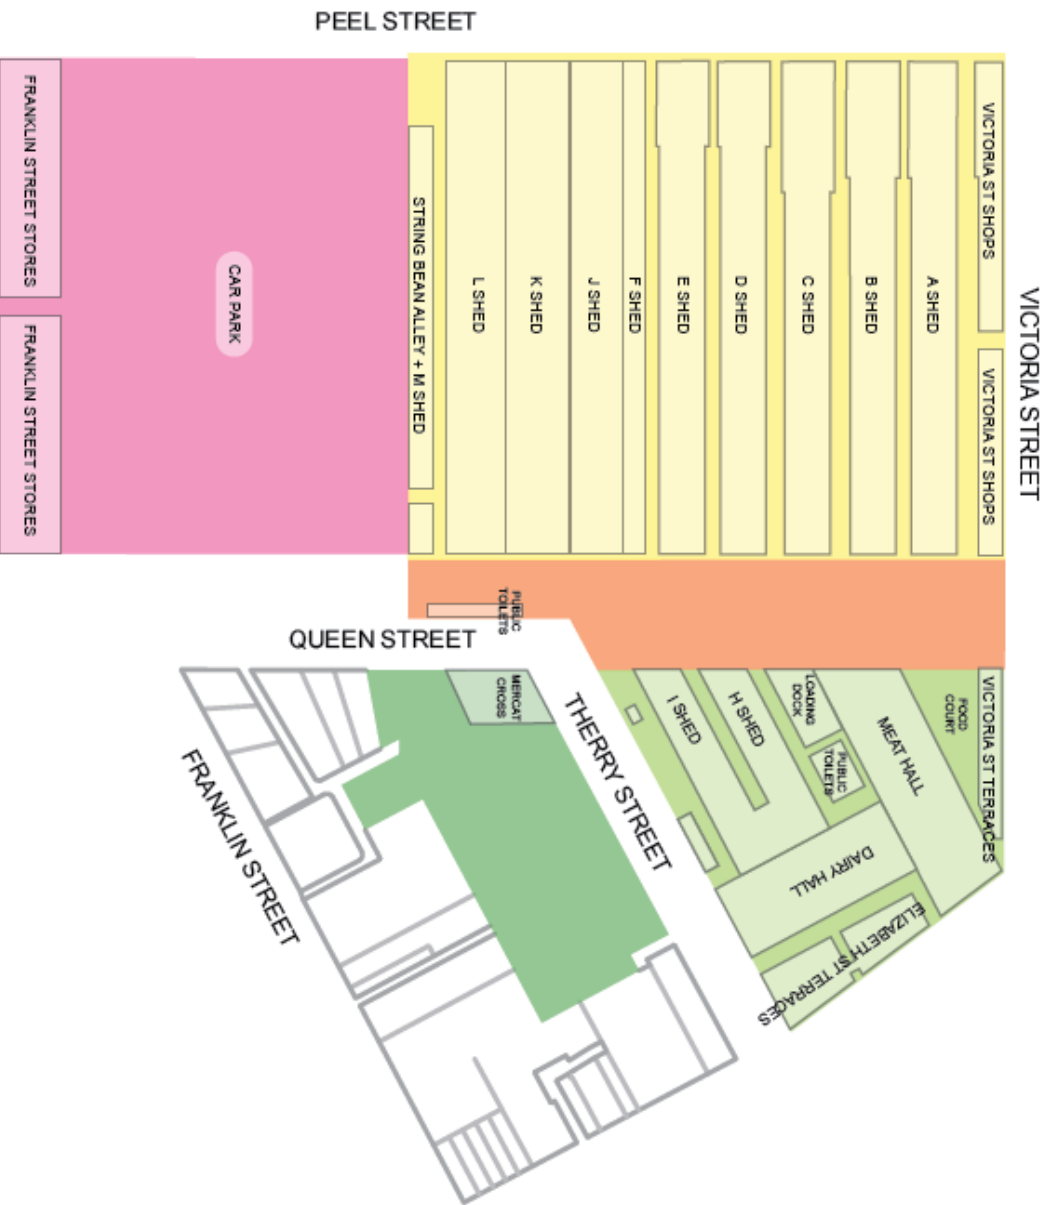 PEEL STREET
FRANKLIN STREET STORES
FRANKLIN STREET STORES
CAR PARK
STRING BEAN ALLEY + M SHED
L SHED
K SHED
J SHED
F SHED
E SHED
D SHED
C SHED
B SHED
A SHED
VICTORIA ST SHOPS
VICTORIA ST SHOPS
VICTORIA STREET
PUBLIC
TOILETS
QUEEN STREET
MERCAT
CROSS
THERRY STREET
FRANKLIN STREET
I SHED
H SHED
LOADING
DOCK
PUBLIC
TOILETS
MEAT HALL
FOOD
COURT
VICTORIA ST TERRACES
DAIRY HALL
ELIZABETH ST TERRACES